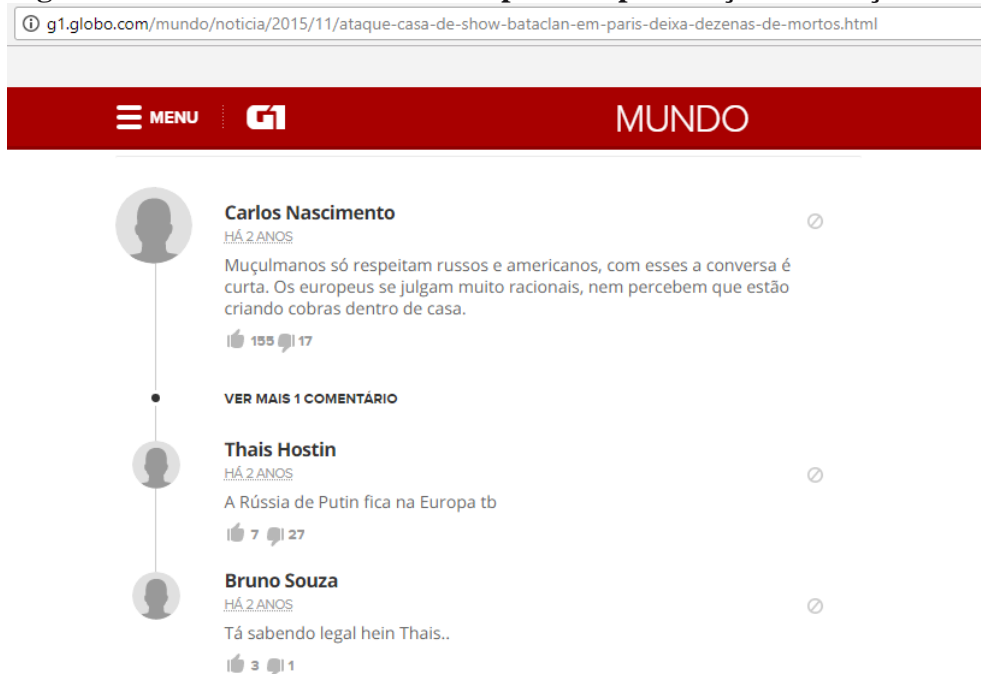 g1.globo.com/mundo/noticia/2015/11/ataque-casa-de-show-bataclan-em-paris-deixa-dezenas-de-mortos.html
MENU G1 MUNDO
Carlos Nascimento
HÁ 2 ANOS
Muçulmanos só respeitam russos e americanos, com esses a conversa é
curta. Os europeus se julgam muito racionais, nem percebem que estão
criando cobras dentro de casa.
155 17
VER MAIS 1 COMENTÁRIO
Thais Hostin
HÁ 2 ANOS
A Rússia de Putin fica na Europa tb
7 27
Bruno Souza
HÁ 2 ANOS
Tá sabendo legal hein Thais..
3 1